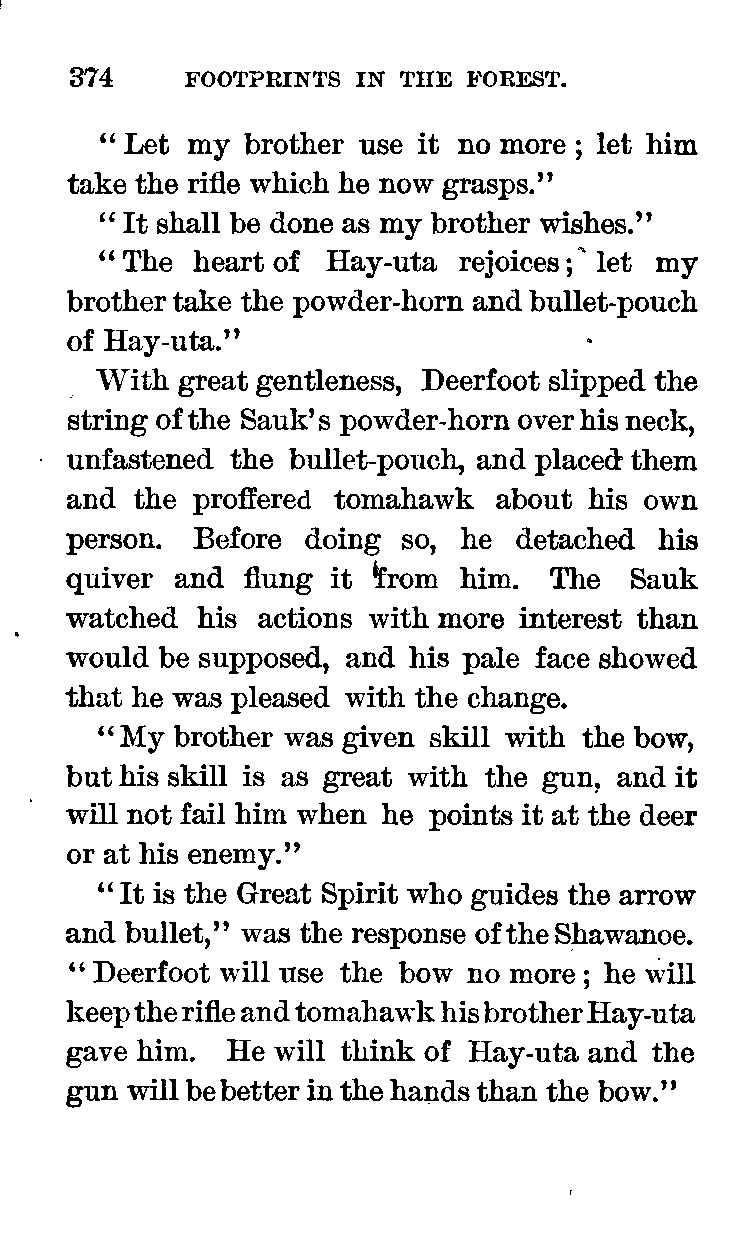 374 FOOTPRINTS IN THE FOREST.
“Let my brother use it no more; let him
take the rifle which he now grasps.”
“It shall be done as my brother wishes.”
“The heart of Hay-uta rejoices; let my
brother take the powder-horn and bullet-pouch
of Hay-uta.”
With great gentleness, Deerfoot slipped the
string of the Sauk’s powder-horn over his neck,
unfastened the bullet-pouch, and placed them
and the proffered tomahawk about his own
person. Before doing so, he detached his
quiver and flung it from him. The Sauk
watched his actions with more interest than
would be supposed, and his pale face showed
that he was pleased with the change.
“My brother was given skill with the bow,
but his skill is as great with the gun, and it
will not fail him when he points it at the deer
or at his enemy.”
“It is the Great Spirit who guides the arrow
and bullet,” was the response of the Shawanoe.
“Deerfoot will use the bow no more; he will
keep the rifle and tomahawk his brother Hay-uta
gave him. He will think of Hay-uta and the
gun will be better in the hands than the bow.”